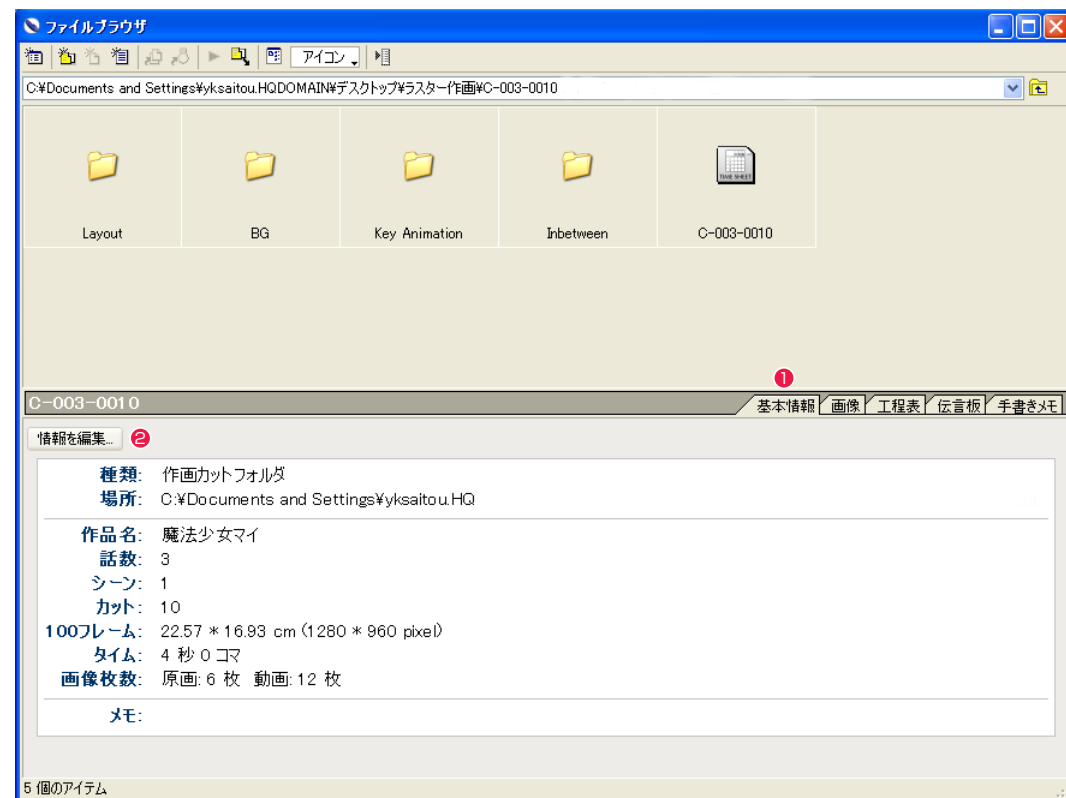 ファイルブラウザ
アイコン
C:¥Documents and Settings¥yksaitou.HQDOMAIN¥デスクトップ¥ラスター作画¥C-003-0010
TIME SHEET
Layout BG Key Animation Inbetween C-003-0010
1
C-003-0010 基本情報 画像 工程表 伝言板 手書きメモ
情報を編集... 2
種類: 作画カットフォルダ
場所: C:¥Documents and Settings¥yksaitou.HQ
作品名: 魔法少女マイ
話数: 3
シーン: 1
カット: 10
100フレーム: 22.57 * 16.93 cm (1280 * 960 pixel)
タイム: 4 秒 0 コマ
画像枚数: 原画: 6 枚 動画: 12 枚
メモ:
5 個のアイテム